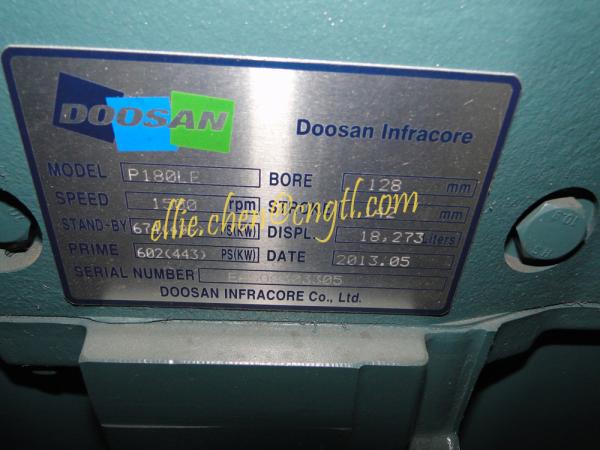 DOOSAN
Doosan Infracore
MODEL P180LE BORE 128 mm
SPEED rpm mm
ellie.chen@cngtl.com
STAND-BY DISPL. 18,273 Liters
PRIME 602(443) PS(KW) DATE 2013.05
SERIAL NUMBER
DOOSAN INFRACORE Co., Ltd.